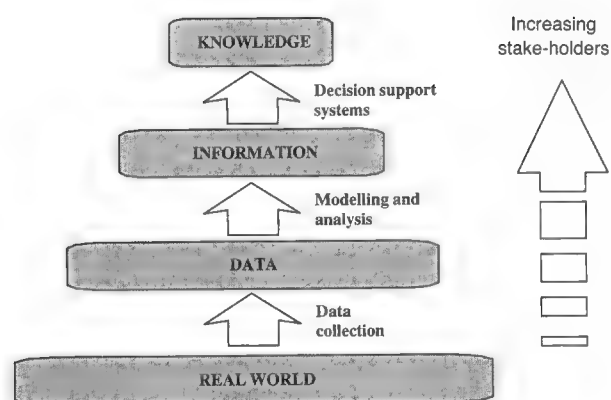 Increasing
stake-holders
KNOWLEDGE
Decision support
systems
INFORMATION
Modelling and
analysis
DATA
Data
collection
REAL WORLD